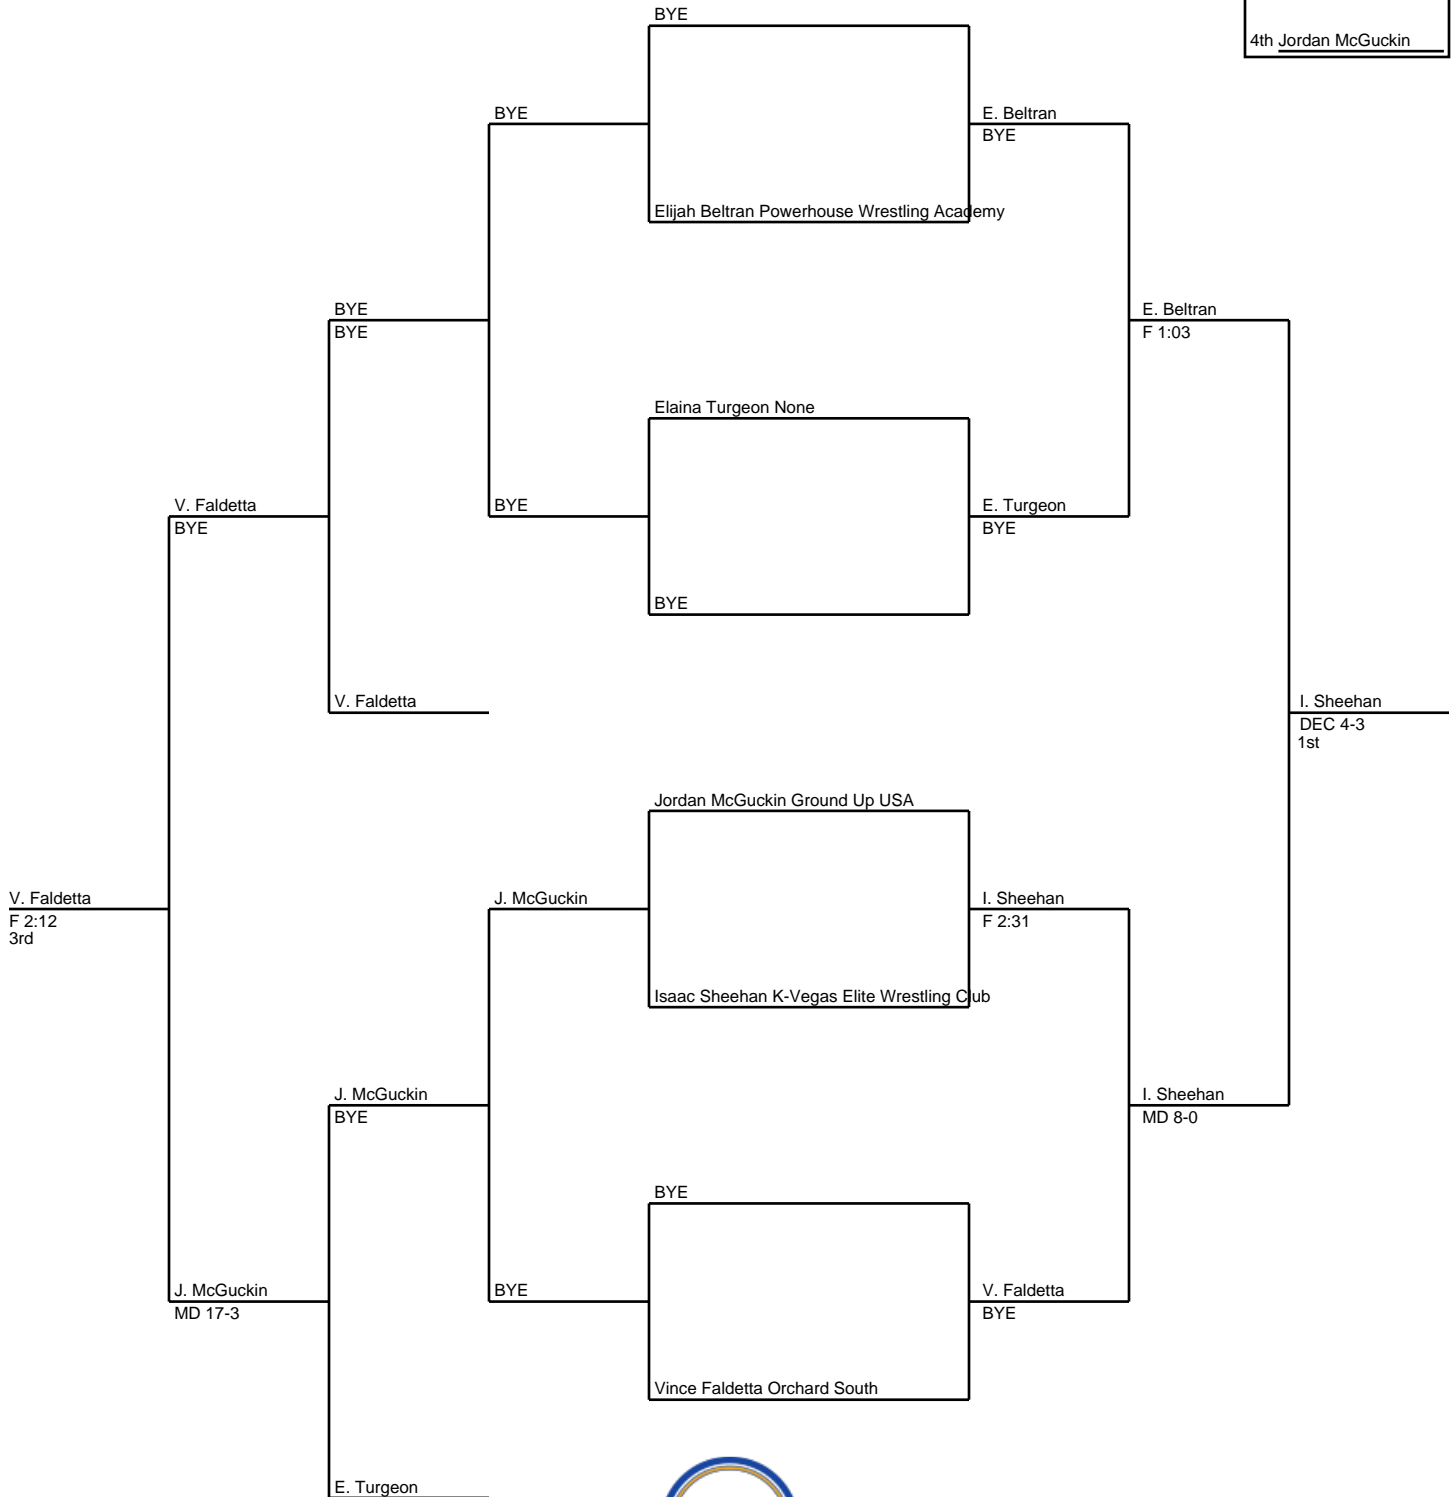 BYE
4th Jordan McGuckin
BYE
E. Beltran
BYE
Elijah Beltran Powerhouse Wrestling Academy
BYE
BYE
E. Beltran
F 1:03
Elaina Turgeon None
V. Faldetta
BYE
BYE
E. Turgeon
BYE
BYE
V. Faldetta
I. Sheehan
DEC 4-3
1st
Jordan McGuckin Ground Up USA
V. Faldetta
F 2:12
3rd
J. McGuckin
I. Sheehan
F 2:31
Isaac Sheehan K-Vegas Elite Wrestling Club
J. McGuckin
BYE
I. Sheehan
MD 8-0
BYE
J. McGuckin
MD 17-3
BYE
V. Faldetta
BYE
Vince Faldetta Orchard South
E. Turgeon